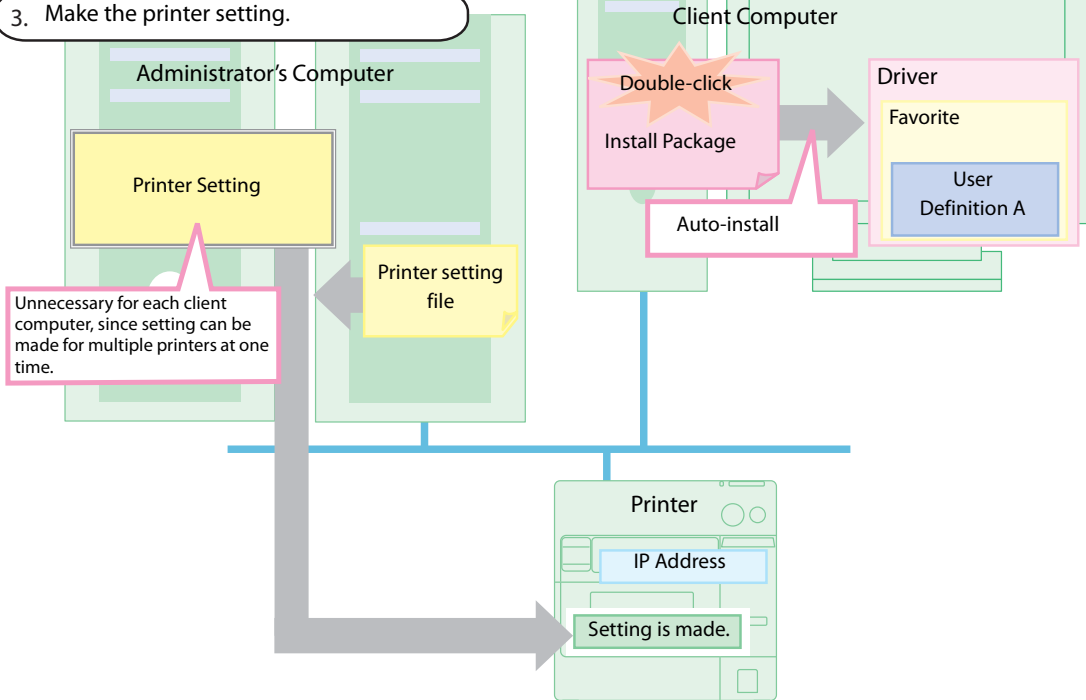 3. Make the printer setting.
Administrator's Computer
Printer Setting
Unnecessary for each client
computer, since setting can be
made for multiple printers at one
time.
Printer setting
file
Client Computer
Double-click
Install Package
Auto-install
Driver
Favorite
User
Definition A
Printer
IP Address
Setting is made.